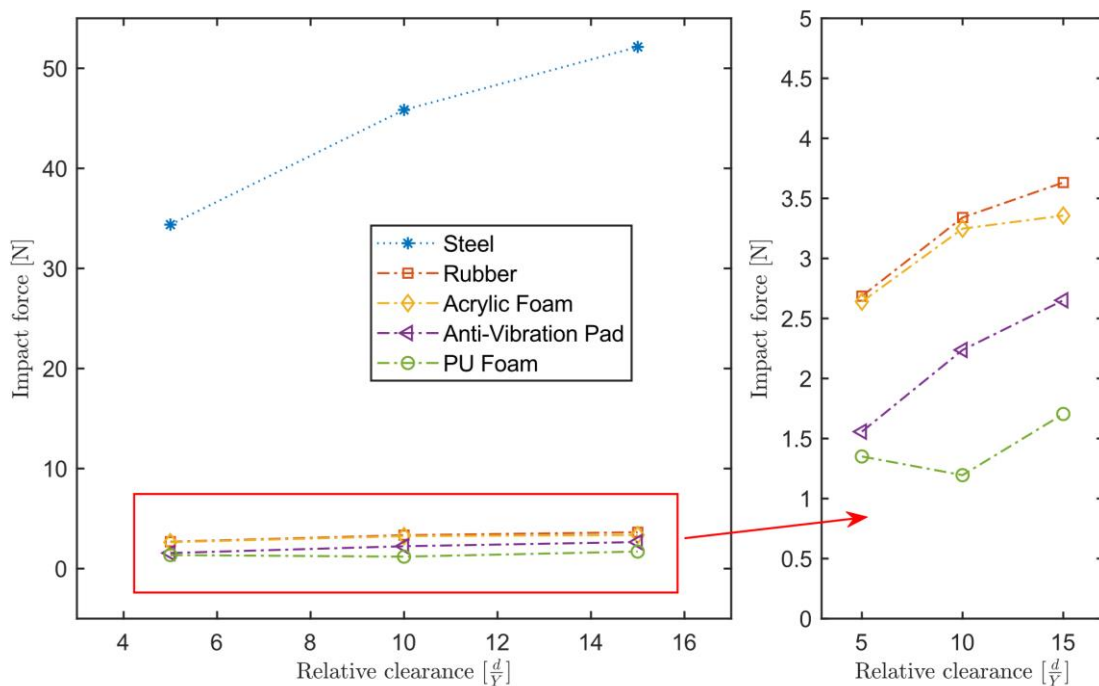 50
40
30
20
10
0
Impact force [N]
Steel
Rubber
Acrylic Foam
Anti-Vibration Pad
PU Foam
4 6 8 10 12 14 16
Relative clearance [d/Y]
5
4.5
4
3.5
3
2.5
2
1.5
1
0.5
0
Impact force [N]
5 10 15
Relative clearance [d/Y]